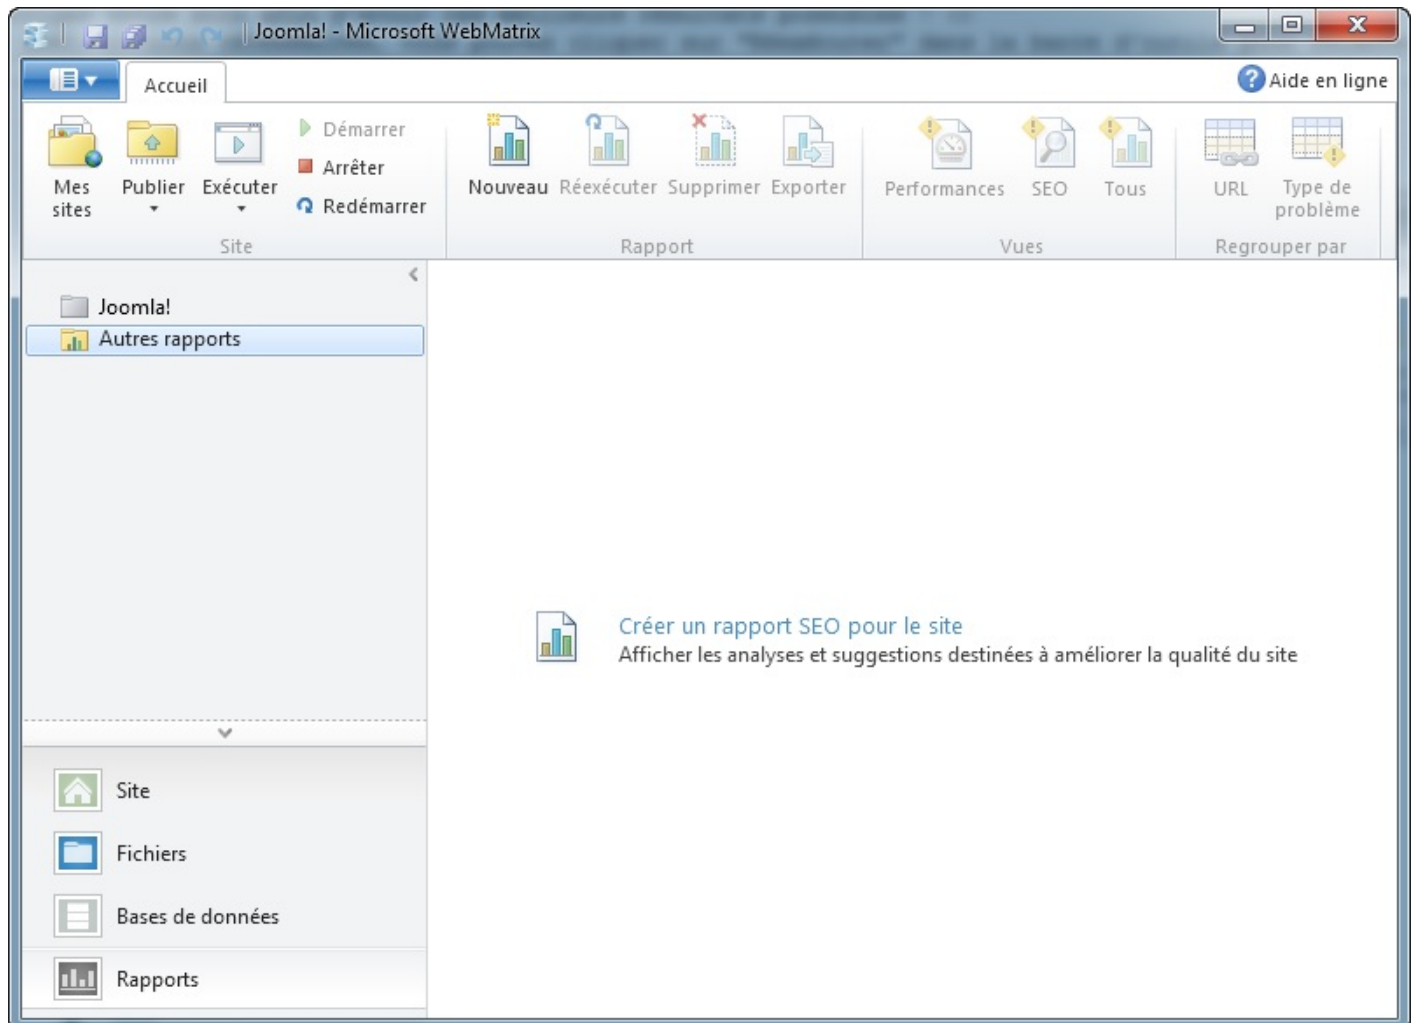 Joomla! - Microsoft WebMatrix
Accueil
Aide en ligne
Mes sites
Publier
Exécuter
Démarrer
Arrêter
Redémarrer
Site
Nouveau
Réexécuter
Supprimer
Exporter
Rapport
Performances
SEO
Tous
Vues
URL
Type de problème
Regrouper par
Joomla!
Autres rapports
Créer un rapport SEO pour le site
Afficher les analyses et suggestions destinées à améliorer la qualité du site
Site
Fichiers
Bases de données
Rapports